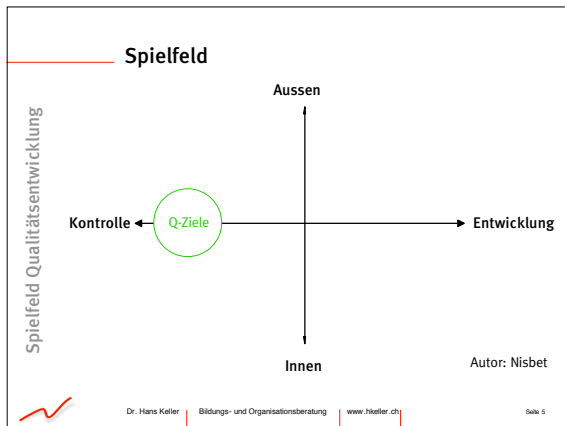 Spielfeld
Spielfeld Qualitätsentwicklung
Aussen
Kontrolle
Q-Ziele
Entwicklung
Innen
Autor: Nisbet
Dr. Hans Keller
Bildungs- und Organisationsberatung
www.hkeller.ch
Seite 5